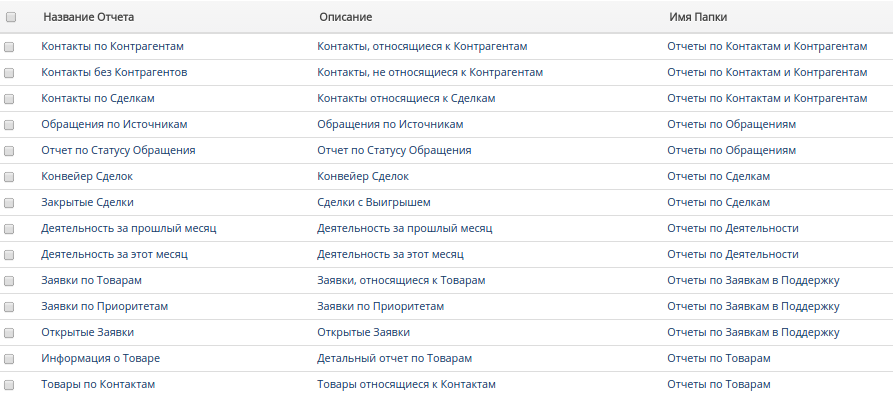 Название Отчета Описание Имя Папки
Контакты по Контрагентам Контакты, относящиеся к Контрагентам Отчеты по Контактам и Контрагентам
Контакты без Контрагентов Контакты, не относящиеся к Контрагентам Отчеты по Контактам и Контрагентам
Контакты по Сделкам Контакты относящиеся к Сделкам Отчеты по Контактам и Контрагентам
Обращения по Источникам Обращения по Источникам Отчеты по Обращениям
Отчет по Статусу Обращения Отчет по Статусу Обращения Отчеты по Обращениям
Конвейер Сделок Конвейер Сделок Отчеты по Сделкам
Закрытые Сделки Сделки с Выигрышем Отчеты по Сделкам
Деятельность за прошлый месяц Деятельность за прошлый месяц Отчеты по Деятельности
Деятельность за этот месяц Деятельность за этот месяц Отчеты по Деятельности
Заявки по Товарам Заявки, относящиеся к Товарам Отчеты по Заявкам в Поддержку
Заявки по Приоритетам Заявки по Приоритетам Отчеты по Заявкам в Поддержку
Открытые Заявки Открытые Заявки Отчеты по Заявкам в Поддержку
Информация о Товаре Детальный отчет по Товарам Отчеты по Товарам
Товары по Контактам Товары относящиеся к Контактам Отчеты по Товарам